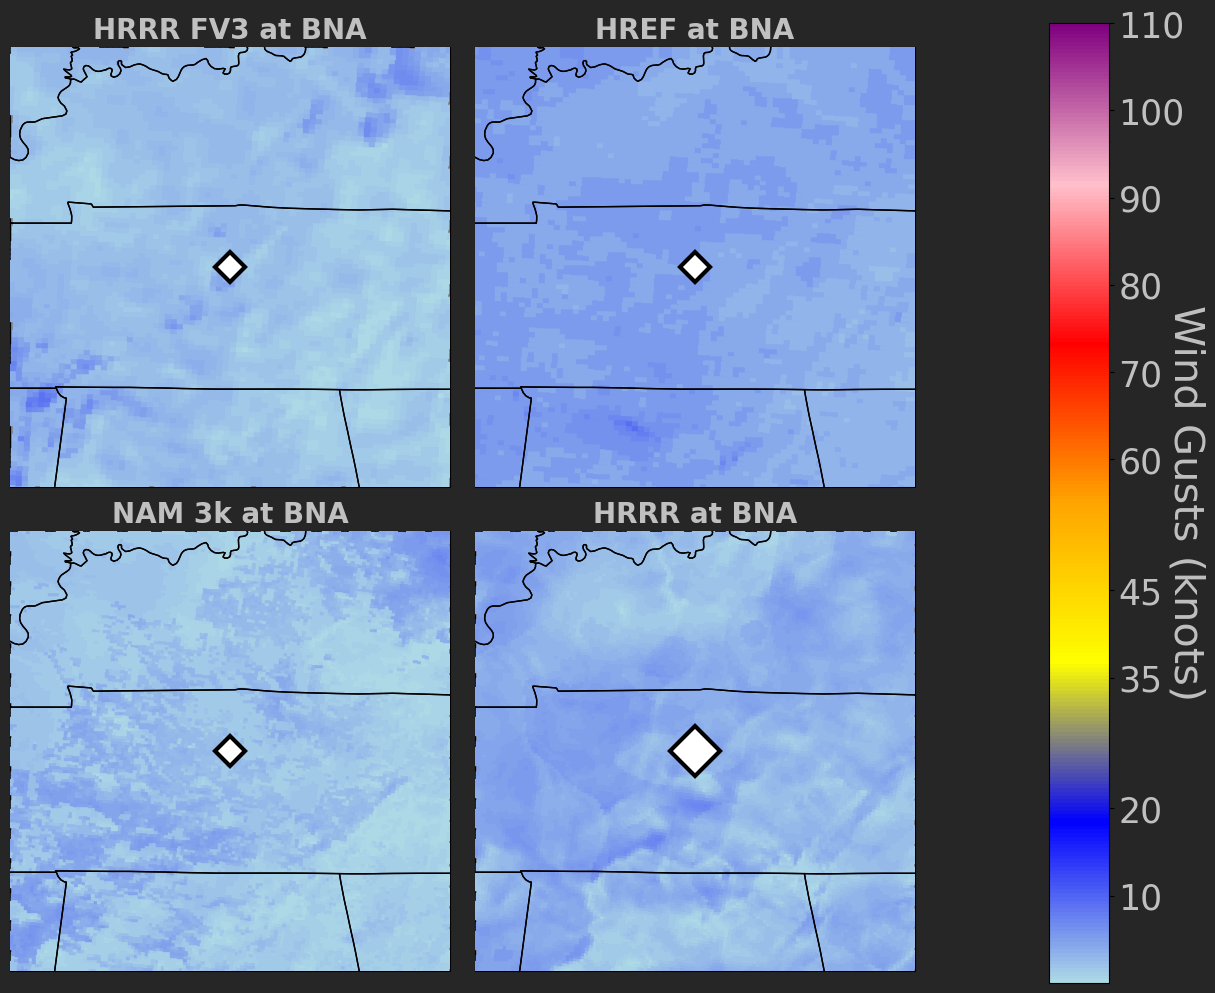 HRRR FV3 at BNA
HREF at BNA
NAM 3k at BNA
HRRR at BNA
110
100
90
80
70
60
45
35
20
10
Wind Gusts (knots)